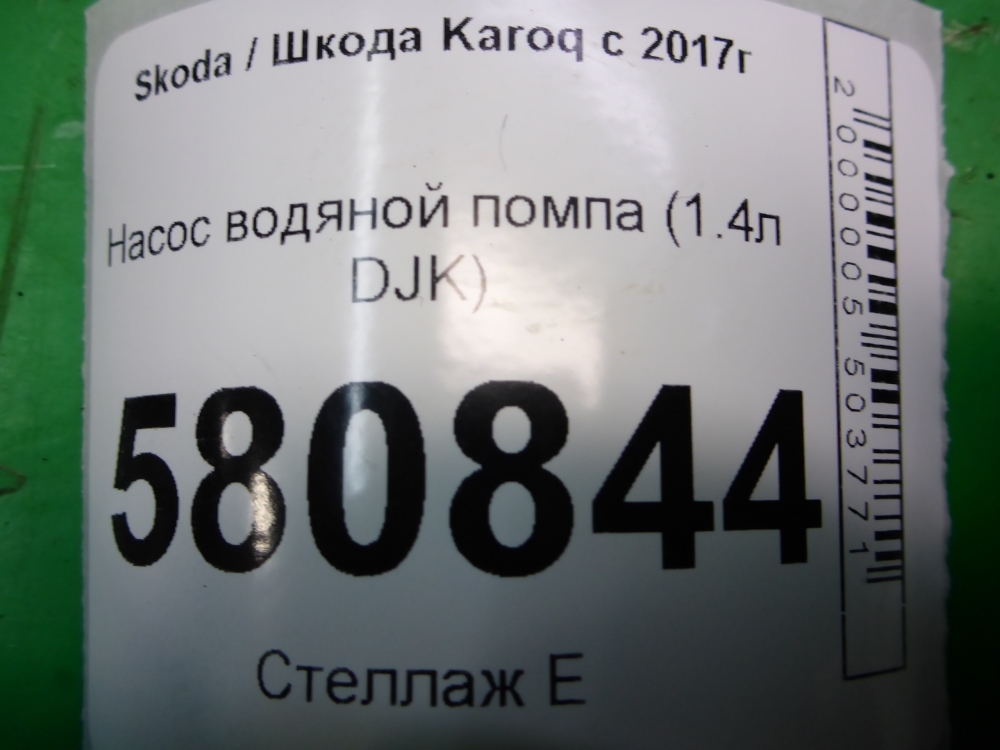 Skoda / Шкода Karoq с 2017г
Насос водяной помпа (1.4л
DJK)
580844
Стеллаж Е
2000005503771